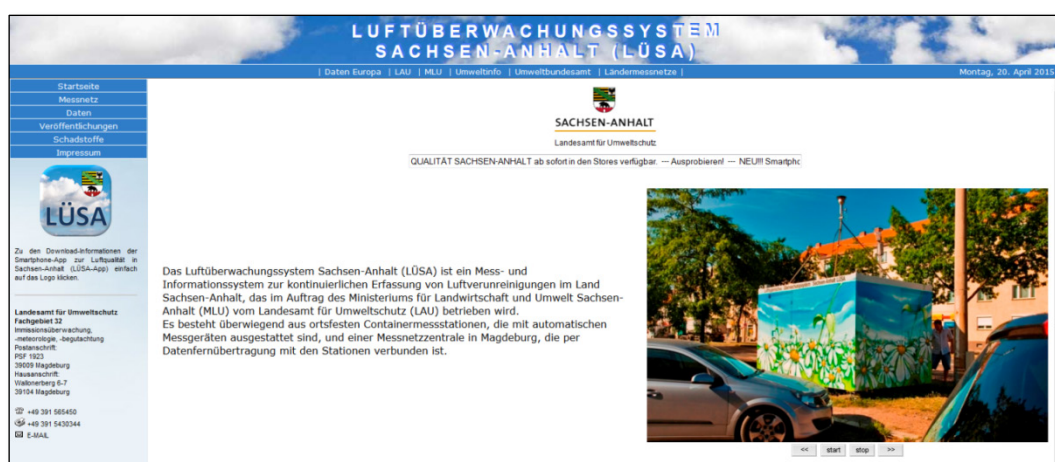 LUFTÜBERWACHUNGSSYSTEM
SACHSEN-ANHALT (LÜSA)
| Daten Europa | LAU | MLU | Umweltinfo | Umweltbundesamt | Ländermessnetze |
Montag, 20. April 2015
Startseite
Messnetz
Daten
Veröffentlichungen
Schadstoffe
Impressum
SACHSEN-ANHALT
Landesamt für Umweltschutz
QUALITÄT SACHSEN-ANHALT ab sofort in den Stores verfügbar. --- Ausprobieren! --- NEU!!! Smartpho
LÜSA
Zu den Download-Informationen der
Smartphone-App zur Luftqualität in
Sachsen-Anhalt (LÜSA-App) einfach
auf das Logo klicken.
Landesamt für Umweltschutz
Fachgebiet 32
Immissionsüberwachung,
-meteorologie, -begutachtung
Postanschrift:
PSF 1923
39009 Magdeburg
Hausanschrift:
Wallonerberg 6-7
39104 Magdeburg
+49 391 565450
+49 391 5430344
E-MAIL
Das Luftüberwachungssystem Sachsen-Anhalt (LÜSA) ist ein Mess- und
Informationssystem zur kontinuierlichen Erfassung von Luftverunreinigungen im Land
Sachsen-Anhalt, das im Auftrag des Ministeriums für Landwirtschaft und Umwelt Sachsen-
Anhalt (MLU) vom Landesamt für Umweltschutz (LAU) betrieben wird.
Es besteht überwiegend aus ortsfesten Containermessstationen, die mit automatischen
Messgeräten ausgestattet sind, und einer Messnetzzentrale in Magdeburg, die per
Datenfernübertragung mit den Stationen verbunden ist.
<< start stop >>